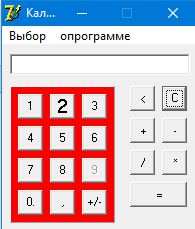 Кал...
Выбор опрограмме
1 2 3 < C
4 5 6 + -
7 8 9 / *
0. , +/- =